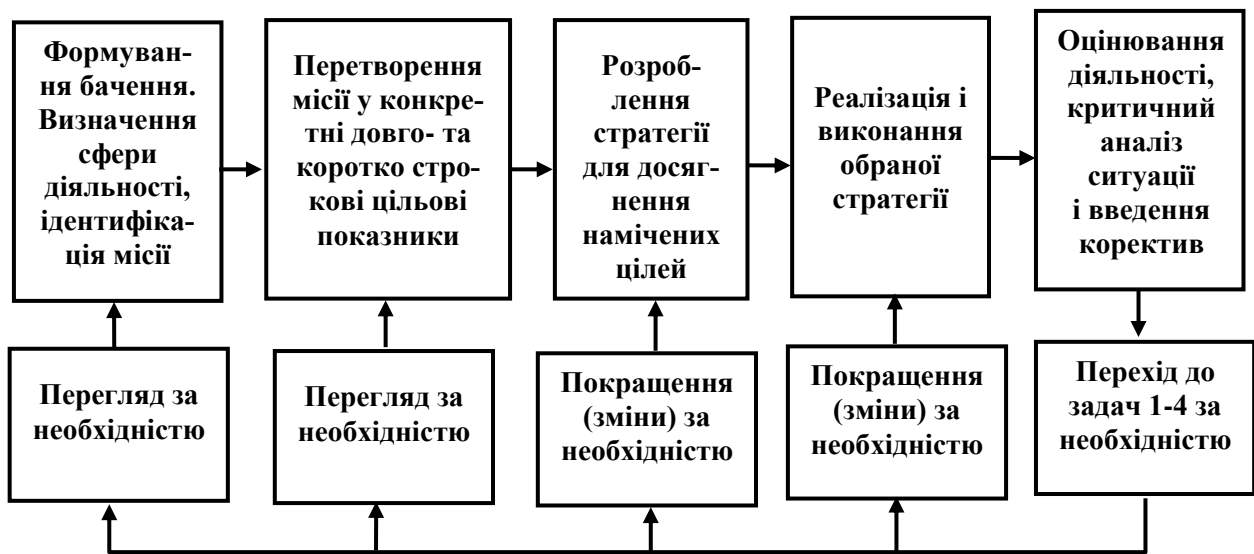 Формуван-
ня бачення.
Визначення
сфери
діяльності,
ідентифіка-
ція місії
Перетворення
місії у конкре-
тні довго- та
коротко стро-
кові цільові
показники
Розроб-
лення
стратегії
для досяг-
нення
намічених
цілей
Реалізація і
виконання
обраної
стратегії
Оцінювання
діяльності,
критичний
аналіз
ситуації
і введення
коректив
Перегляд за
необхідністю
Перегляд за
необхідністю
Покращення
(зміни) за
необхідністю
Покращення
(зміни) за
необхідністю
Перехід до
задач 1-4 за
необхідністю